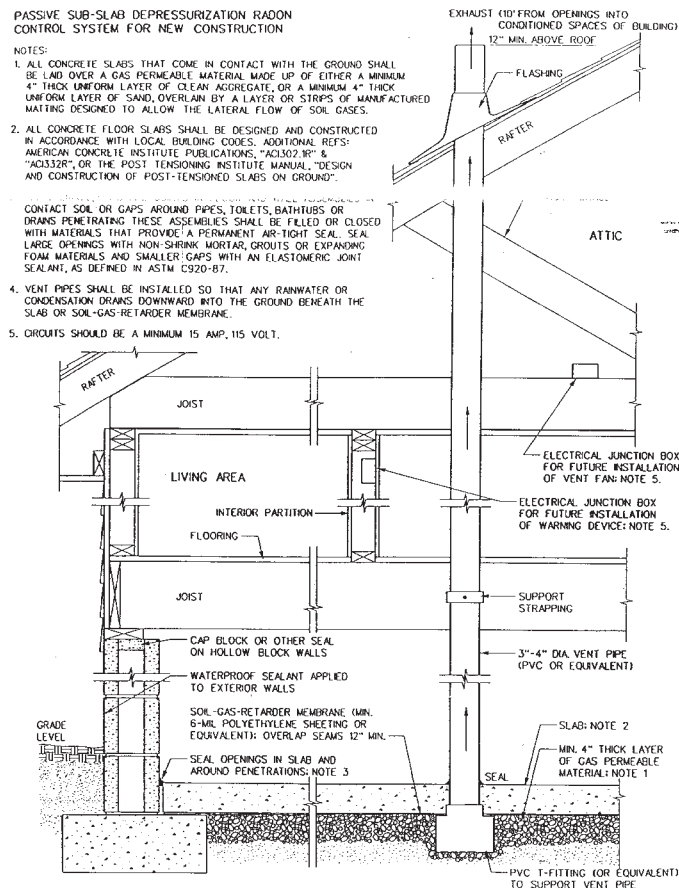 PASSIVE SUB-SLAB DEPRESSURIZATION RADON
CONTROL SYSTEM FOR NEW CONSTRUCTION
NOTES:
1. ALL CONCRETE SLABS THAT COME IN CONTACT WITH THE GROUND SHALL
BE LAID OVER A GAS PERMEABLE MATERIAL MADE UP OF EITHER A MINIMUM
4" THICK UNIFORM LAYER OF CLEAN AGGREGATE, OR A MINIMUM 4" THICK
UNIFORM LAYER OF SAND, OVERLAIN BY A LAYER OR STRIPS OF MANUFACTURED
MATTING DESIGNED TO ALLOW THE LATERAL FLOW OF SOIL GASES.
2. ALL CONCRETE FLOOR SLABS SHALL BE DESIGNED AND CONSTRUCTED
IN ACCORDANCE WITH LOCAL BUILDING CODES. ADDITIONAL REFS:
AMERICAN CONCRETE INSTITUTE PUBLICATIONS, "ACI302.1R" &
"ACI332R", OR THE POST TENSIONING INSTITUTE MANUAL, "DESIGN
AND CONSTRUCTION OF POST-TENSIONED SLABS ON GROUND".
CONTACT SOIL OR GAPS AROUND PIPES, TOILETS, BATHTUBS OR
DRAINS PENETRATING THESE ASSEMBLIES SHALL BE FILLED OR CLOSED
WITH MATERIALS THAT PROVIDE A PERMANENT AIR-TIGHT SEAL. SEAL
LARGE OPENINGS WITH NON-SHRINK MORTAR, GROUTS OR EXPANDING
FOAM MATERIALS AND SMALLER GAPS WITH AN ELASTOMERIC JOINT
SEALANT, AS DEFINED IN ASTM C920-87.
4. VENT PIPES SHALL BE INSTALLED SO THAT ANY RAINWATER OR
CONDENSATION DRAINS DOWNWARD INTO THE GROUND BENEATH THE
SLAB OR SOIL-GAS-RETARDER MEMBRANE.
5. CIRCUITS SHOULD BE A MINIMUM 15 AMP, 115 VOLT.
EXHAUST (10' FROM OPENINGS INTO
CONDITIONED SPACES OF BUILDING)
12" MIN. ABOVE ROOF
FLASHING
RAFTER
ATTIC
RAFTER
JOIST
LIVING AREA
ELECTRICAL JUNCTION BOX
FOR FUTURE INSTALLATION
OF VENT FAN; NOTE 5.
INTERIOR PARTITION
ELECTRICAL JUNCTION BOX
FOR FUTURE INSTALLATION
OF WARNING DEVICE; NOTE 5.
FLOORING
JOIST
SUPPORT
STRAPPING
CAP BLOCK OR OTHER SEAL
ON HOLLOW BLOCK WALLS
3"-4" DIA. VENT PIPE
(PVC OR EQUIVALENT)
WATERPROOF SEALANT APPLIED
TO EXTERIOR WALLS
SOIL-GAS-RETARDER MEMBRANE (MIN.
6-MIL POLYETHYLENE SHEETING OR
EQUIVALENT); OVERLAP SEAMS 12" MIN.
GRADE
LEVEL
SLAB; NOTE 2
MIN. 4" THICK LAYER
OF GAS PERMEABLE
MATERIAL; NOTE 1
SEAL OPENINGS IN SLAB AND
AROUND PENETRATIONS; NOTE 3
SEAL
PVC T-FITTING (OR EQUIVALENT)
TO SUPPORT VENT PIPE